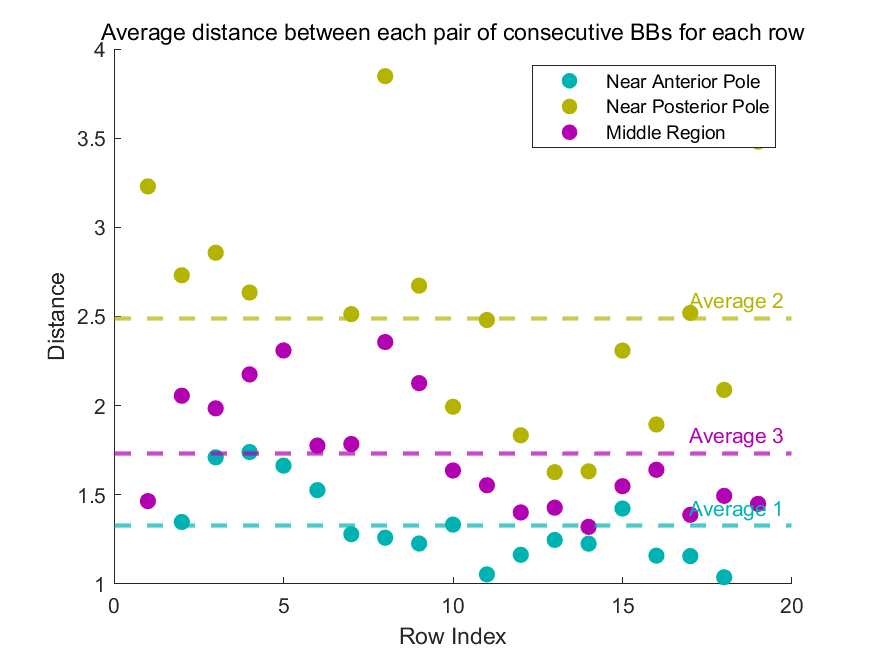 Average distance between each pair of consecutive BBs for each row
4
3.5
3
2.5
2
1.5
1
Distance
Near Anterior Pole
Near Posterior Pole
Middle Region
Average 2
Average 3
Average 1
0
5
10
15
20
Row Index